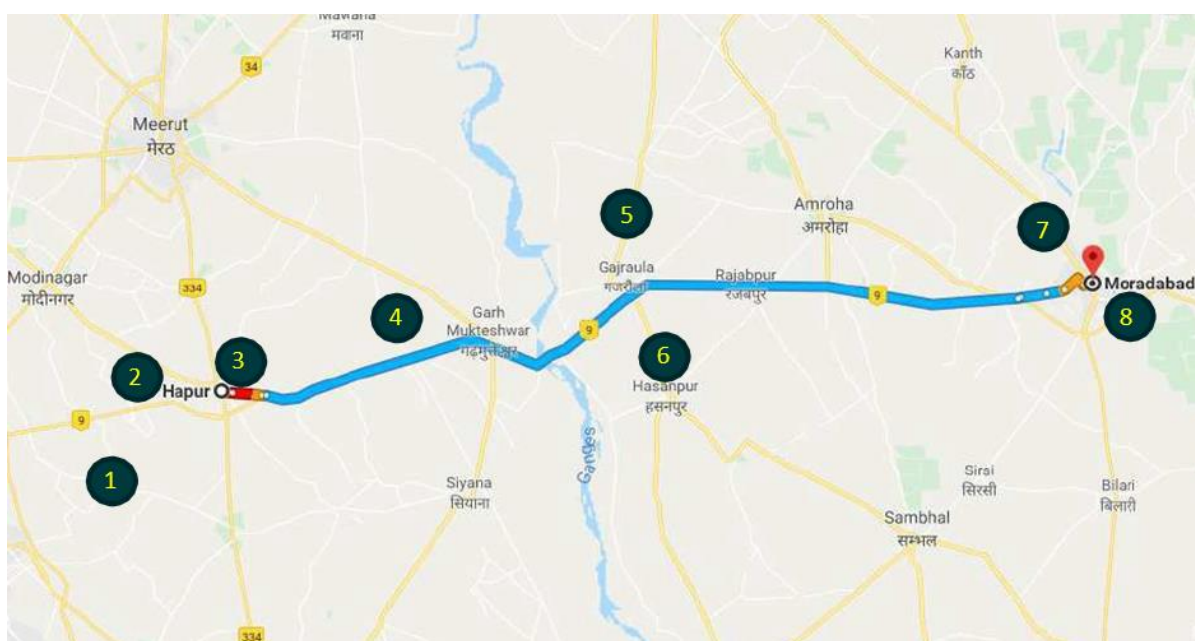 Mawana
मवाना
34
Kanth
काँठ
Meerut
मेरठ
5
Amroha
अमरोहा
7
Modinagar
मोदीनगर
334
Gajraula
गजरौला
Rajabpur
रजबपुर
9
Moradabad
4
Garh
Mukteshwar
गढ़मुक्तेश्वर
9
8
2
Hapur
3
6
Hasanpur
हसनपुर
9
Ganges
1
Siyana
सियाना
Sirsi
सिरसी
Bilari
बिलारी
Sambhal
सम्भल
334